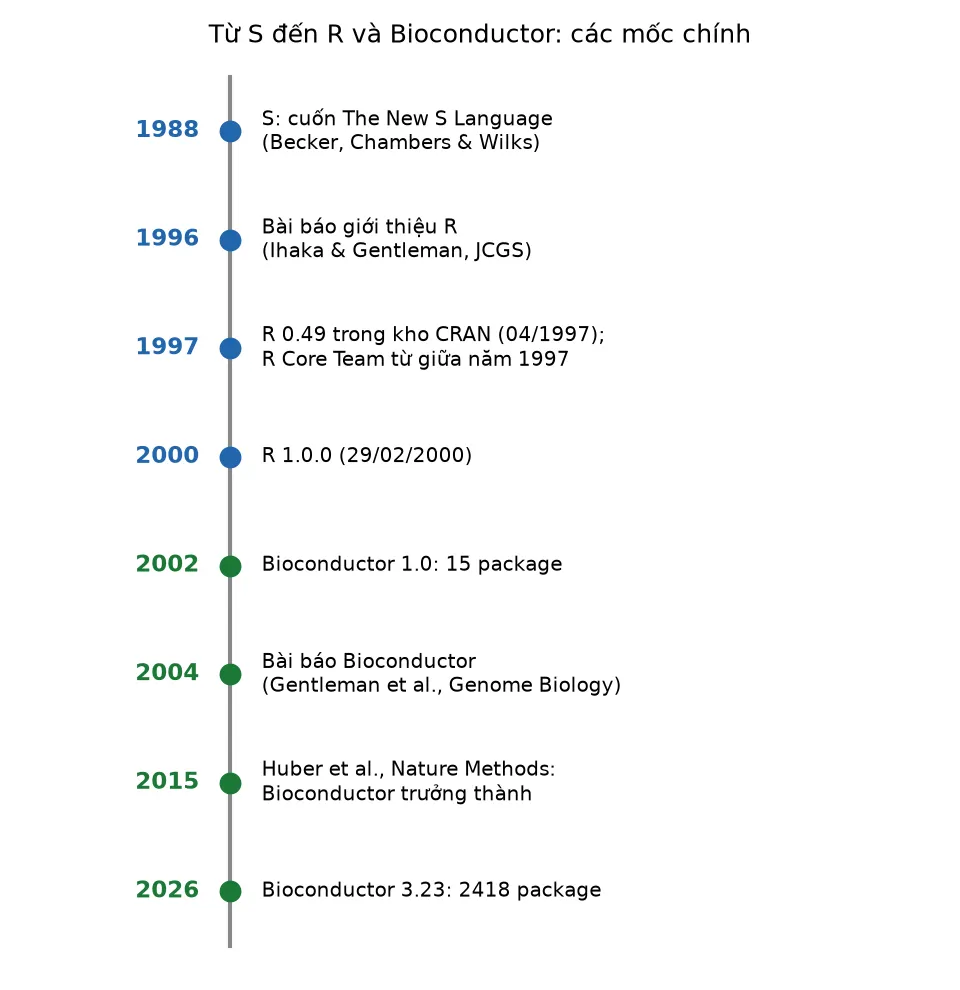 Từ S đến R và Bioconductor: các mốc chính
1988
S: cuốn The New S Language
(Becker, Chambers & Wilks)
1996
Bài báo giới thiệu R
(Ihaka & Gentleman, JCGS)
1997
R 0.49 trong kho CRAN (04/1997);
R Core Team từ giữa năm 1997
2000
R 1.0.0 (29/02/2000)
2002
Bioconductor 1.0: 15 package
2004
Bài báo Bioconductor
(Gentleman et al., Genome Biology)
2015
Huber et al., Nature Methods:
Bioconductor trưởng thành
2026
Bioconductor 3.23: 2418 package